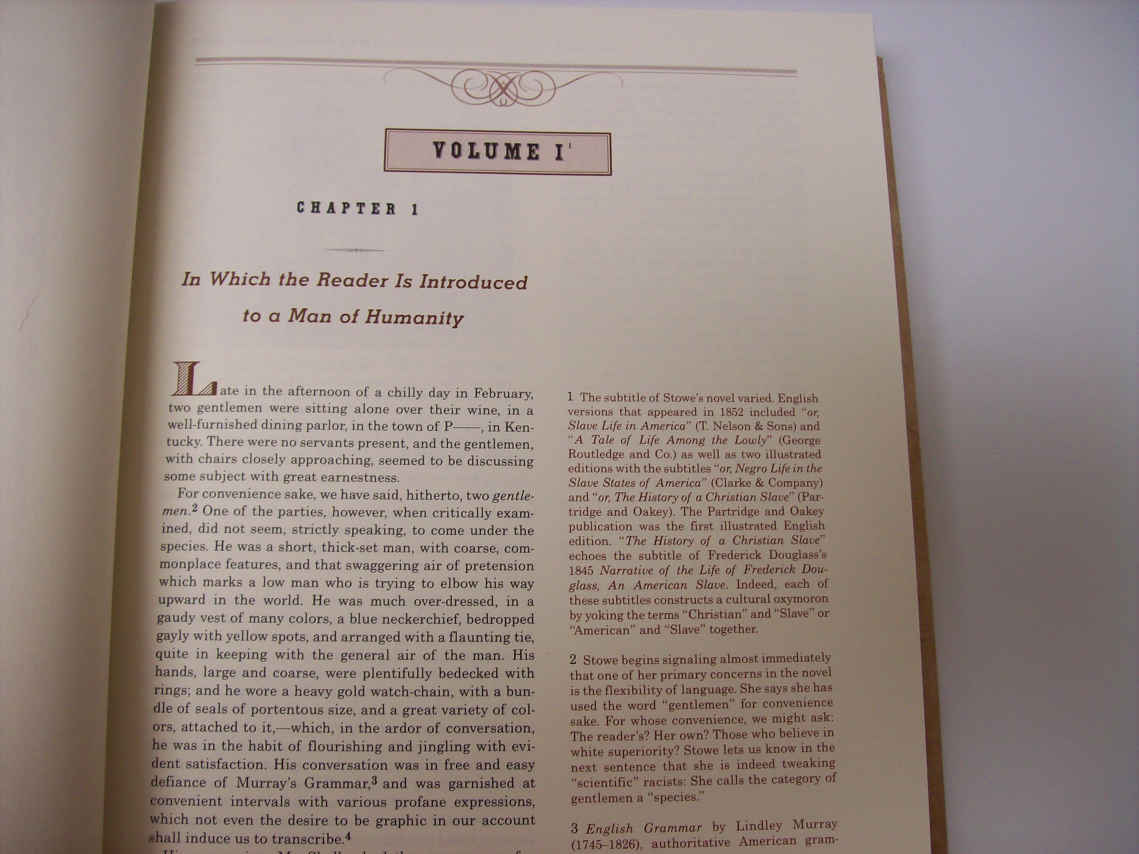 VOLUME I¹
CHAPTER 1
In Which the Reader Is Introduced
to a Man of Humanity
Late in the afternoon of a chilly day in February,
two gentlemen were sitting alone over their wine, in a
well-furnished dining parlor, in the town of P——, in Ken-
tucky. There were no servants present, and the gentlemen,
with chairs closely approaching, seemed to be discussing
some subject with great earnestness.
For convenience sake, we have said, hitherto, two gentle-
men.2 One of the parties, however, when critically exam-
ined, did not seem, strictly speaking, to come under the
species. He was a short, thick-set man, with coarse, com-
monplace features, and that swaggering air of pretension
which marks a low man who is trying to elbow his way
upward in the world. He was much over-dressed, in a
gaudy vest of many colors, a blue neckerchief, bedropped
gayly with yellow spots, and arranged with a flaunting tie,
quite in keeping with the general air of the man. His
hands, large and coarse, were plentifully bedecked with
rings; and he wore a heavy gold watch-chain, with a bun-
dle of seals of portentous size, and a great variety of col-
ors, attached to it,—which, in the ardor of conversation,
he was in the habit of flourishing and jingling with evi-
dent satisfaction. His conversation was in free and easy
defiance of Murray's Grammar,3 and was garnished at
convenient intervals with various profane expressions,
which not even the desire to be graphic in our account
shall induce us to transcribe.4
1 The subtitle of Stowe's novel varied. English
versions that appeared in 1852 included "or,
Slave Life in America" (T. Nelson & Sons) and
"A Tale of Life Among the Lowly" (George
Routledge and Co.) as well as two illustrated
editions with the subtitles "or, Negro Life in the
Slave States of America" (Clarke & Company)
and "or, The History of a Christian Slave" (Par-
tridge and Oakey). The Partridge and Oakey
publication was the first illustrated English
edition. "The History of a Christian Slave"
echoes the subtitle of Frederick Douglass's
1845 Narrative of the Life of Frederick Dou-
glass, An American Slave. Indeed, each of
these subtitles constructs a cultural oxymoron
by yoking the terms "Christian" and "Slave" or
"American" and "Slave" together.
2 Stowe begins signaling almost immediately
that one of her primary concerns in the novel
is the flexibility of language. She says she has
used the word "gentlemen" for convenience
sake. For whose convenience, we might ask:
The reader's? Her own? Those who believe in
white superiority? Stowe lets us know in the
next sentence that she is indeed tweaking
"scientific" racists: She calls the category of
gentlemen a "species."
3 English Grammar by Lindley Murray
(1745–1826), authoritative American gram-